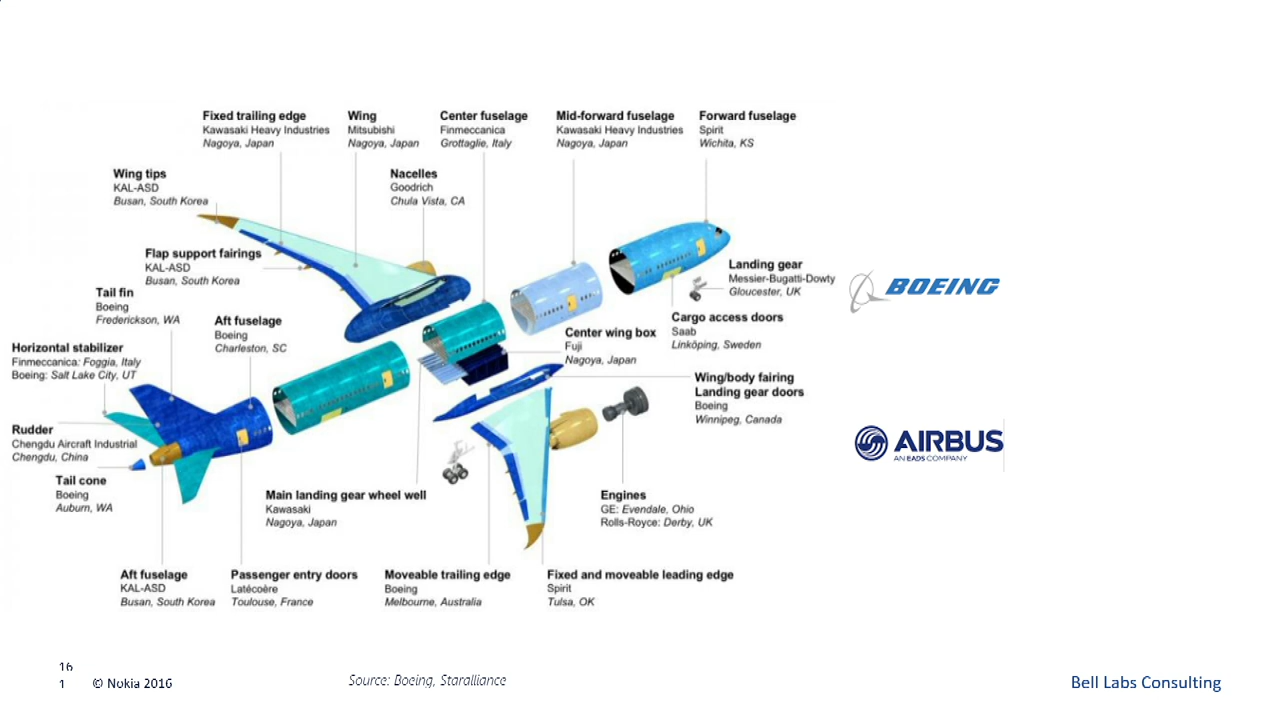 Fixed trailing edge
Kawasaki Heavy Industries
Nagoya, Japan
Wing
Mitsubishi
Nagoya, Japan
Center fuselage
Finmeccanica
Grottaglie, Italy
Mid-forward fuselage
Kawasaki Heavy Industries
Nagoya, Japan
Forward fuselage
Spirit
Wichita, KS
Wing tips
KAL-ASD
Busan, South Korea
Nacelles
Goodrich
Chula Vista, CA
Flap support fairings
KAL-ASD
Busan, South Korea
Landing gear
Messier-Bugatti-Dowty
Gloucester, UK
BOEING
Tail fin
Boeing
Frederickson, WA
Aft fuselage
Boeing
Charleston, SC
Cargo access doors
Saab
Linköping, Sweden
Center wing box
Fuji
Nagoya, Japan
Horizontal stabilizer
Finmeccanica: Foggia, Italy
Boeing: Salt Lake City, UT
Wing/body fairing
Landing gear doors
Boeing
Winnipeg, Canada
Rudder
Chengdu Aircraft Industrial
Chengdu, China
AIRBUS
AN EADS COMPANY
Tail cone
Boeing
Auburn, WA
Main landing gear wheel well
Kawasaki
Nagoya, Japan
Engines
GE: Evendale, Ohio
Rolls-Royce: Derby, UK
Aft fuselage
KAL-ASD
Busan, South Korea
Passenger entry doors
Latécoère
Toulouse, France
Moveable trailing edge
Boeing
Melbourne, Australia
Fixed and moveable leading edge
Spirit
Tulsa, OK
16
1
© Nokia 2016
Source: Boeing, Staralliance
Bell Labs Consulting